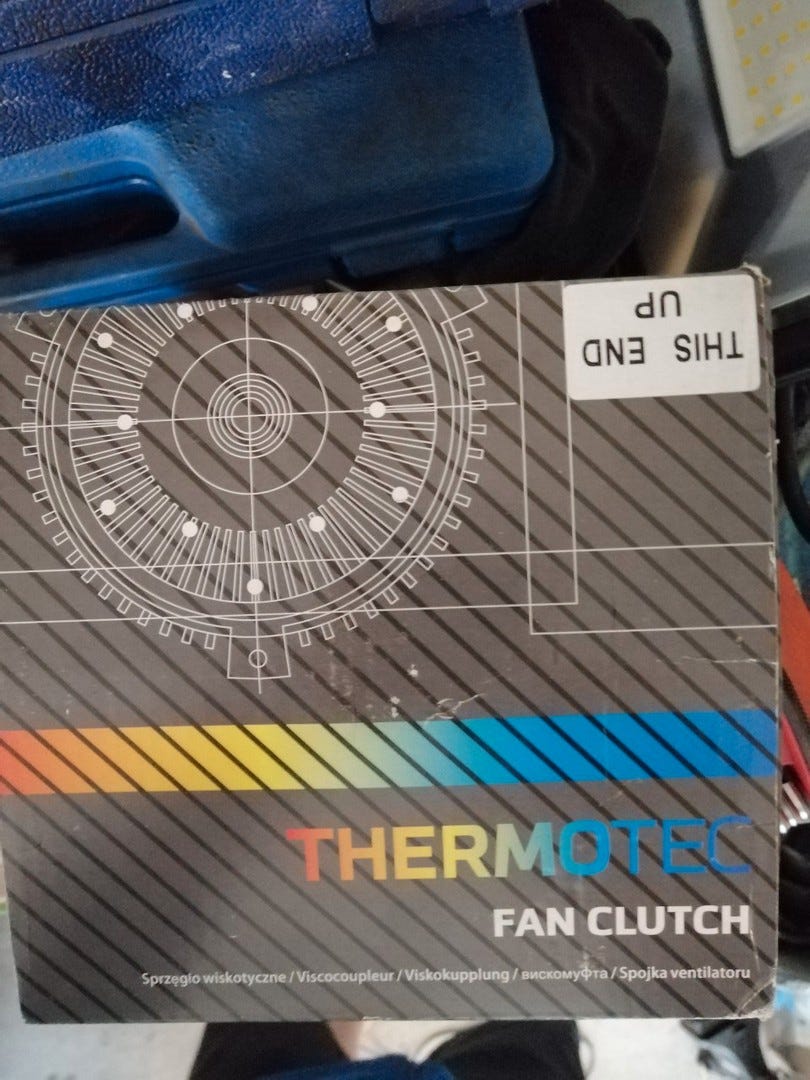 THIS END
UP
THERMOTEC
FAN CLUTCH
Sprzęgło wiskotyczne / Viscocoupleur / Viskokupplung / вискомуфта / Spojka ventilatoru